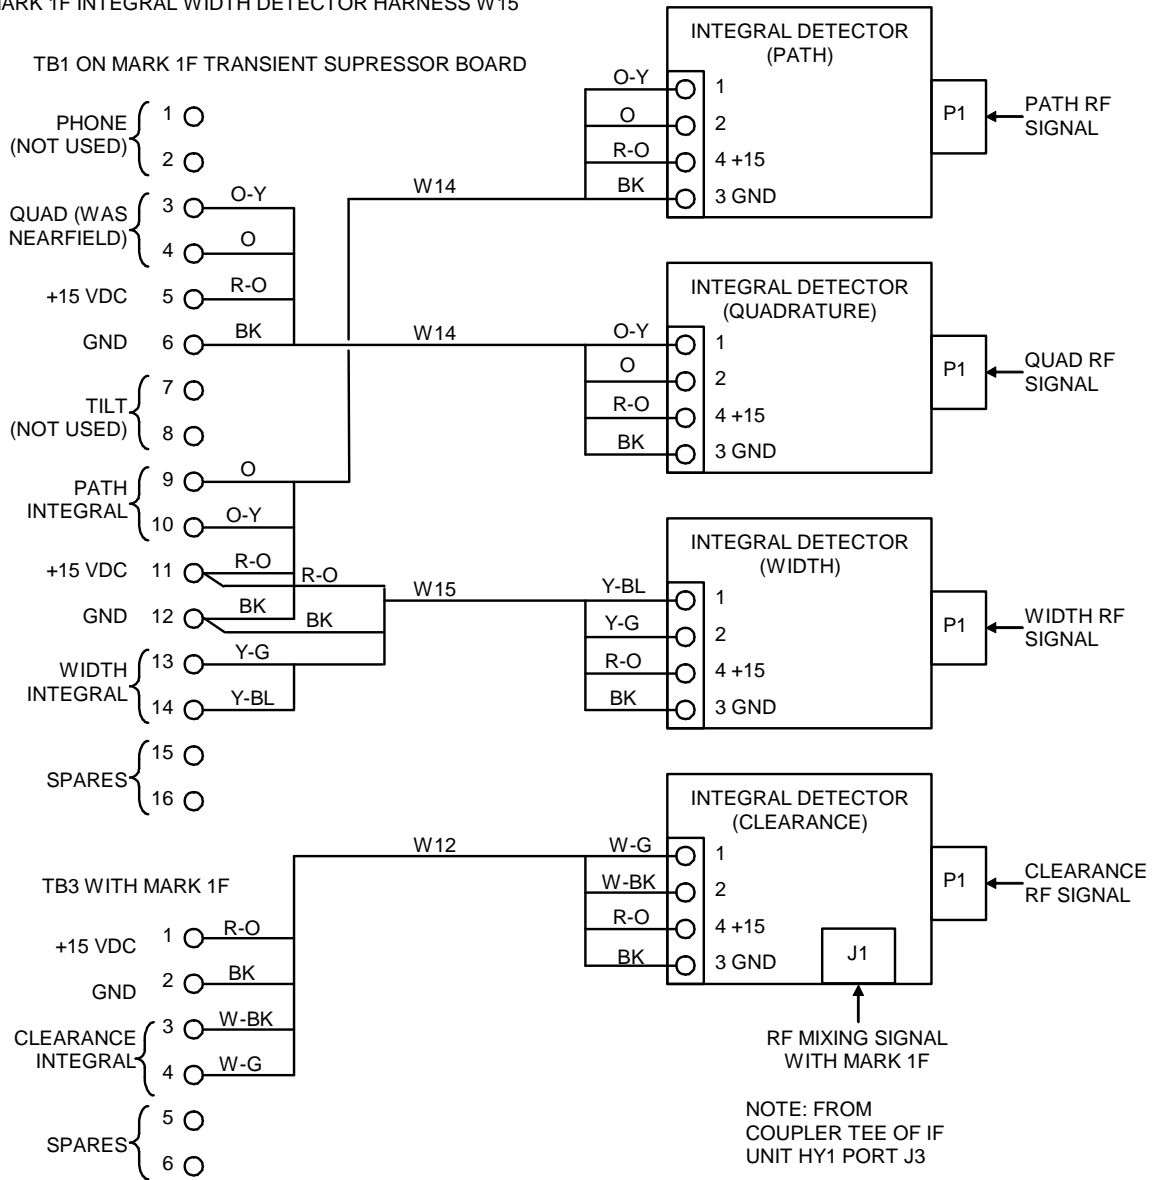 MARK 1F INTEGRAL WIDTH DETECTOR HARNESS W15
TB1 ON MARK 1F TRANSIENT SUPRESSOR BOARD
PHONE
(NOT USED)
1
2
QUAD (WAS
NEARFIELD)
3 O-Y
4 O
+15 VDC 5 R-O
GND 6 BK
TILT
(NOT USED)
7
8
PATH
INTEGRAL
9 O
10 O-Y
+15 VDC 11 R-O R-O
GND 12 BK BK
WIDTH
INTEGRAL
13 Y-G
14 Y-BL
SPARES
15
16
W14
W14
W15
W12
TB3 WITH MARK 1F
+15 VDC 1 R-O
GND 2 BK
CLEARANCE
INTEGRAL
3 W-BK
4 W-G
SPARES
5
6
INTEGRAL DETECTOR
(PATH)
O-Y 1
O 2
R-O 4 +15
BK 3 GND
P1
PATH RF
SIGNAL
INTEGRAL DETECTOR
(QUADRATURE)
O-Y 1
O 2
R-O 4 +15
BK 3 GND
P1
QUAD RF
SIGNAL
INTEGRAL DETECTOR
(WIDTH)
Y-BL 1
Y-G 2
R-O 4 +15
BK 3 GND
P1
WIDTH RF
SIGNAL
INTEGRAL DETECTOR
(CLEARANCE)
W-G 1
W-BK 2
R-O 4 +15
BK 3 GND
J1
P1
CLEARANCE
RF SIGNAL
RF MIXING SIGNAL
WITH MARK 1F
NOTE: FROM
COUPLER TEE OF IF
UNIT HY1 PORT J3